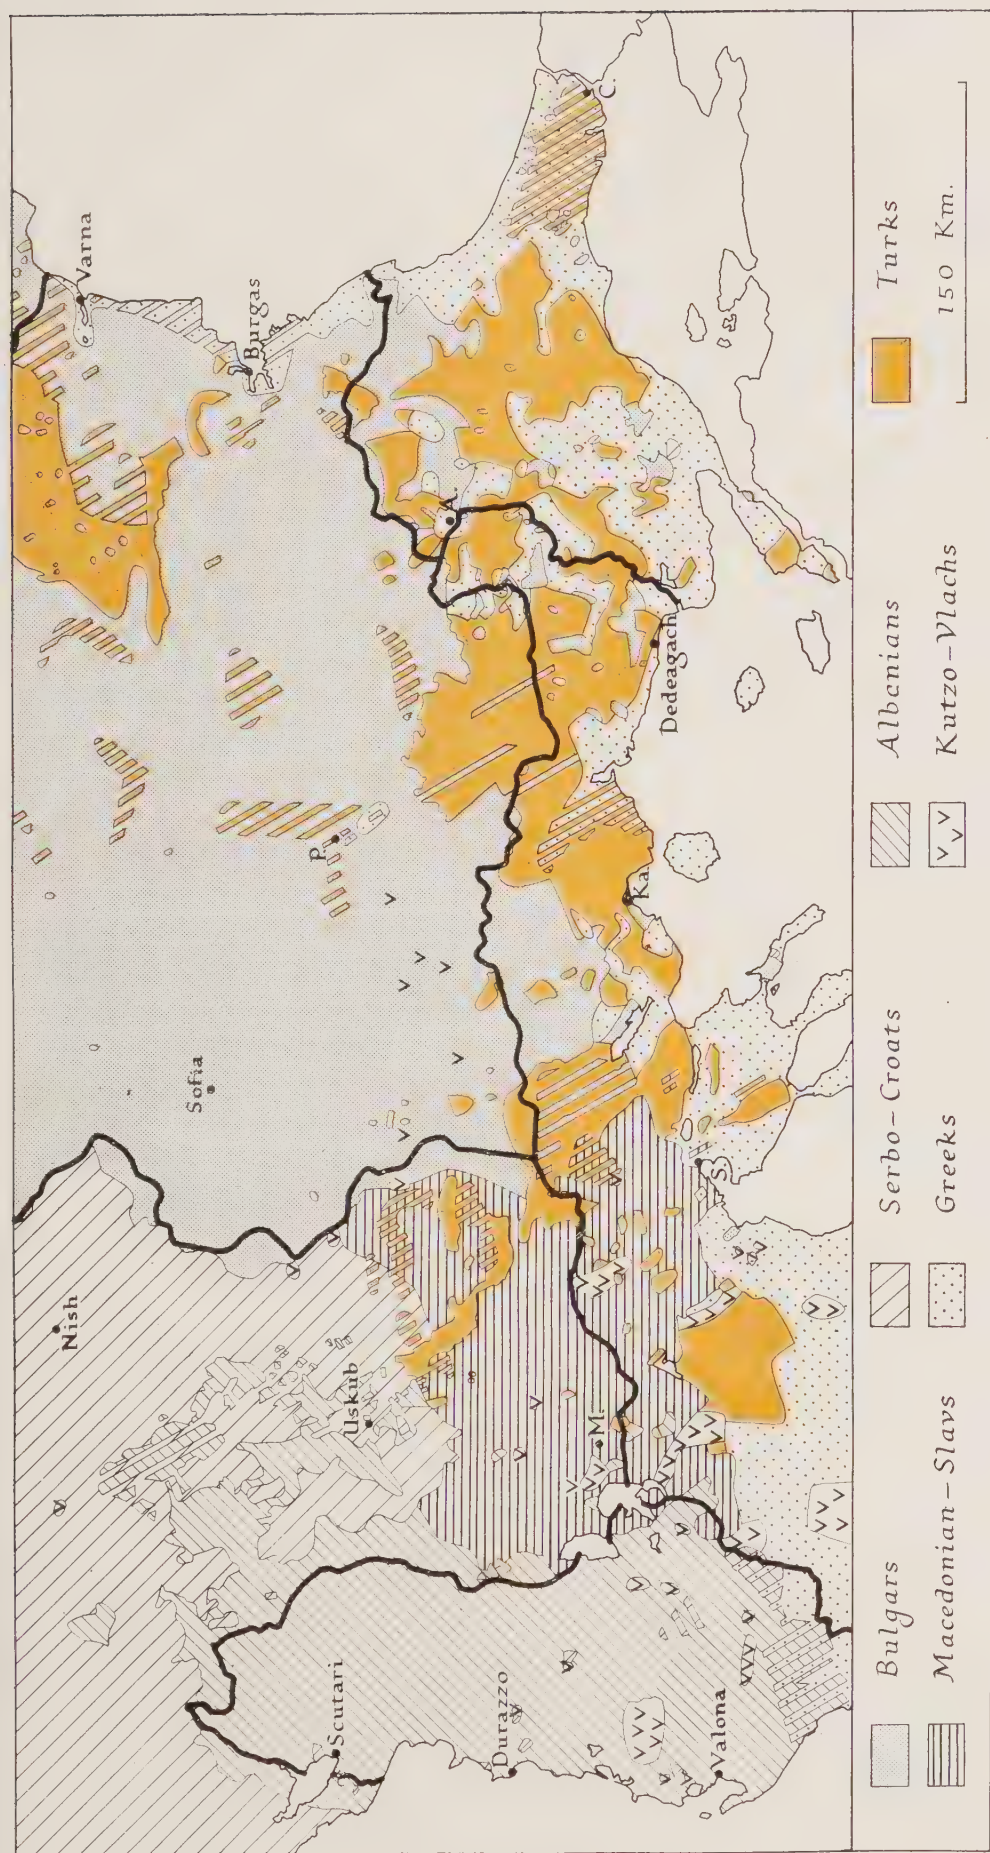 Nish
Varna
Sofia
Burgas
P.
Scutari
Uskub
A.
Durazzo
M.
C.
Ka.
Dedeagach
Valona
S.
Bulgars
Serbo-Croats
Albanians
Turks
Macedonian-Slavs
Greeks
Kutzo-Vlachs
150 Km.